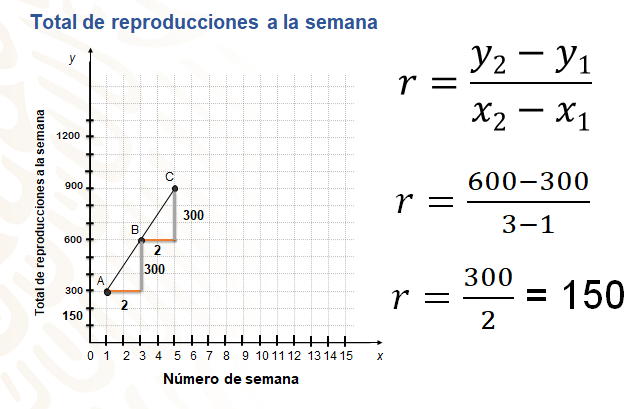 Total de reproducciones a la semana
y
Total de reproducciones a la semana
1200
900
600
300
150
C
B
A
300
2
300
2
0 1 2 3 4 5 6 7 8 9 10 11 12 13 14 15 x
Número de semana
r = (y₂ − y₁) / (x₂ − x₁)
r = (600−300) / (3−1)
r = 300 / 2 = 150